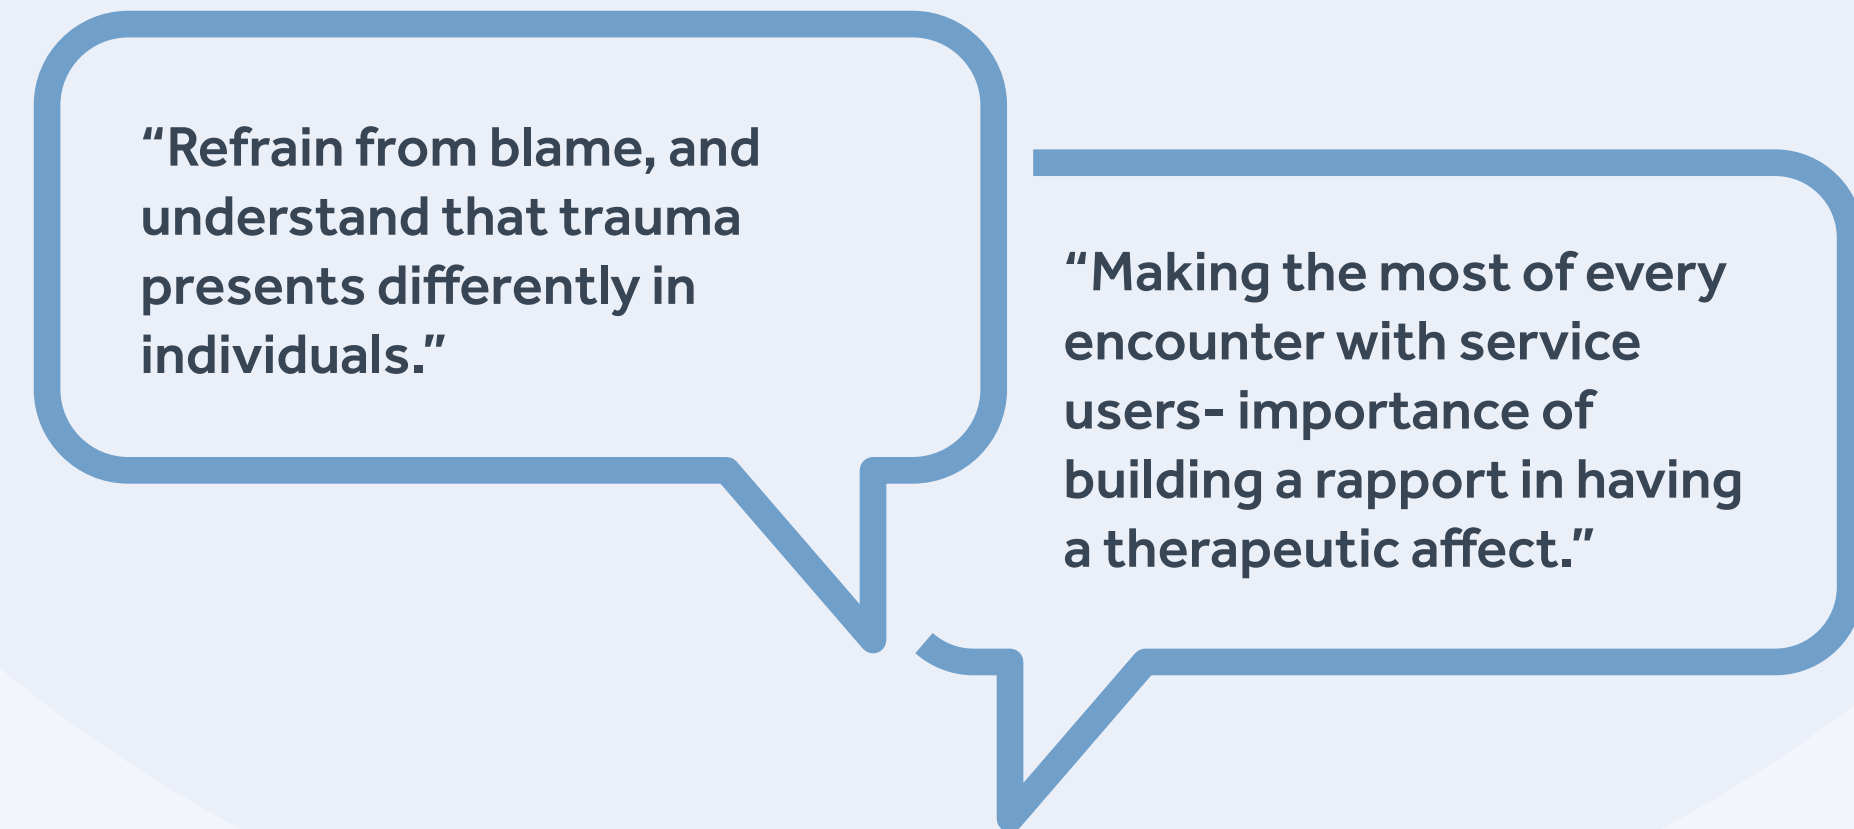 “Refrain from blame, and
understand that trauma
presents differently in
individuals.”
“Making the most of every
encounter with service
users- importance of
building a rapport in having
a therapeutic affect.”